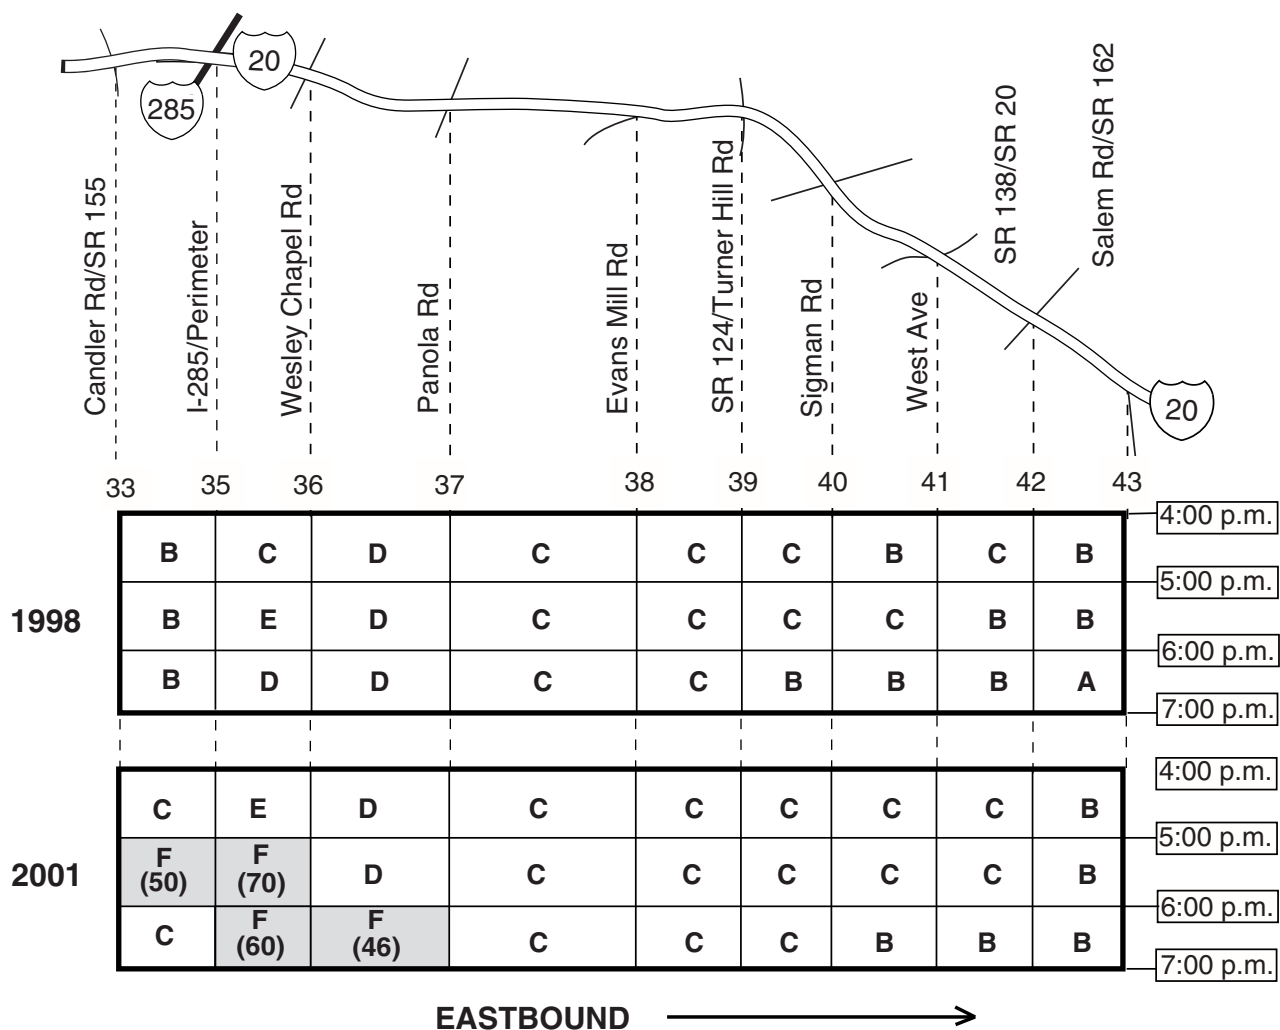 20
285
Candler Rd/SR 155
I-285/Perimeter
Wesley Chapel Rd
Panola Rd
Evans Mill Rd
SR 124/Turner Hill Rd
Sigman Rd
West Ave
SR 138/SR 20
Salem Rd/SR 162
20
33 35 36 37 38 39 40 41 42 43
4:00 p.m.
B C D C C C B C B
5:00 p.m.
1998 B E D C C C C B B
6:00 p.m.
B D D C C B B B A
7:00 p.m.
4:00 p.m.
C E D C C C C C B
5:00 p.m.
2001 F (50) F (70) D C C C C C B
6:00 p.m.
C F (60) F (46) C C C B B B
7:00 p.m.
EASTBOUND